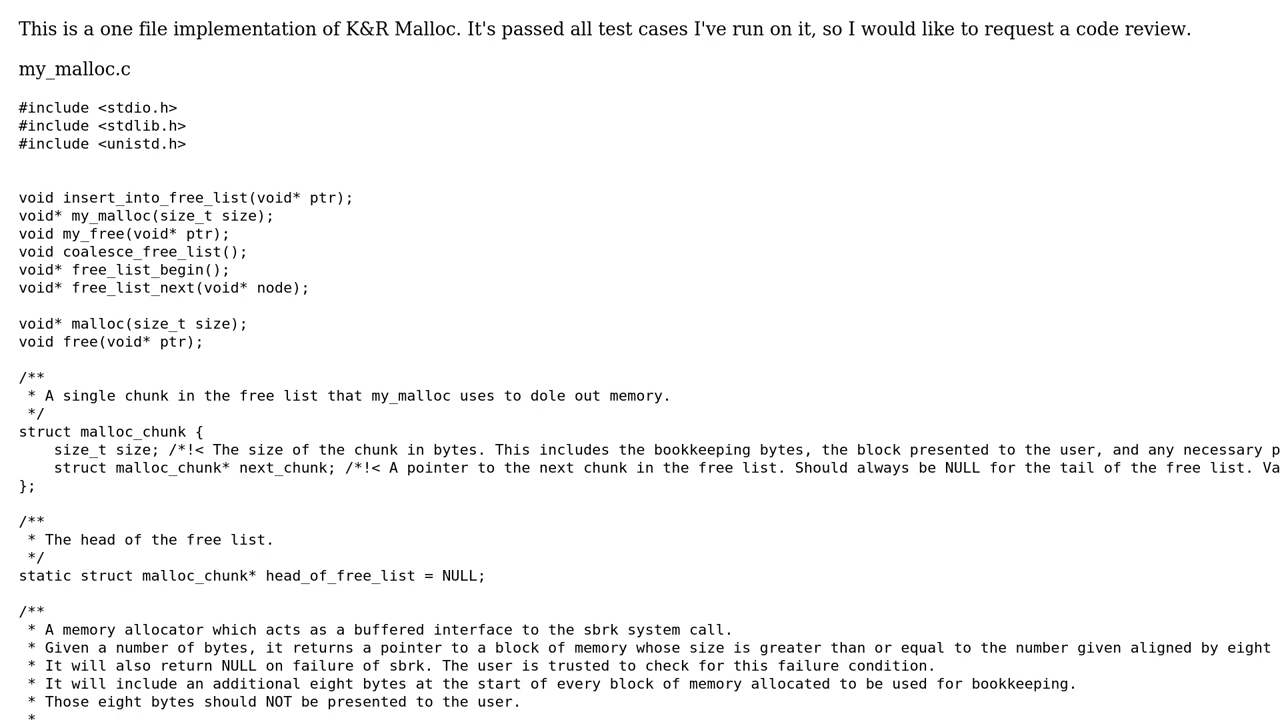 This is a one file implementation of K&R Malloc. It's passed all test cases I've run on it, so I would like to request a code review.
my_malloc.c
#include <stdio.h>
#include <stdlib.h>
#include <unistd.h>
void insert_into_free_list(void* ptr);
void* my_malloc(size_t size);
void my_free(void* ptr);
void coalesce_free_list();
void* free_list_begin();
void* free_list_next(void* node);
void* malloc(size_t size);
void free(void* ptr);
/**
 * A single chunk in the free list that my_malloc uses to dole out memory.
 */
struct malloc_chunk {
    size_t size; /*!< The size of the chunk in bytes. This includes the bookkeeping bytes, the block presented to the user, and any necessary p
    struct malloc_chunk* next_chunk; /*!< A pointer to the next chunk in the free list. Should always be NULL for the tail of the free list. Va
};
/**
 * The head of the free list.
 */
static struct malloc_chunk* head_of_free_list = NULL;
/**
 * A memory allocator which acts as a buffered interface to the sbrk system call.
 * Given a number of bytes, it returns a pointer to a block of memory whose size is greater than or equal to the number given aligned by eight
 * It will also return NULL on failure of sbrk. The user is trusted to check for this failure condition.
 * It will include an additional eight bytes at the start of every block of memory allocated to be used for bookkeeping.
 * Those eight bytes should NOT be presented to the user.
 *